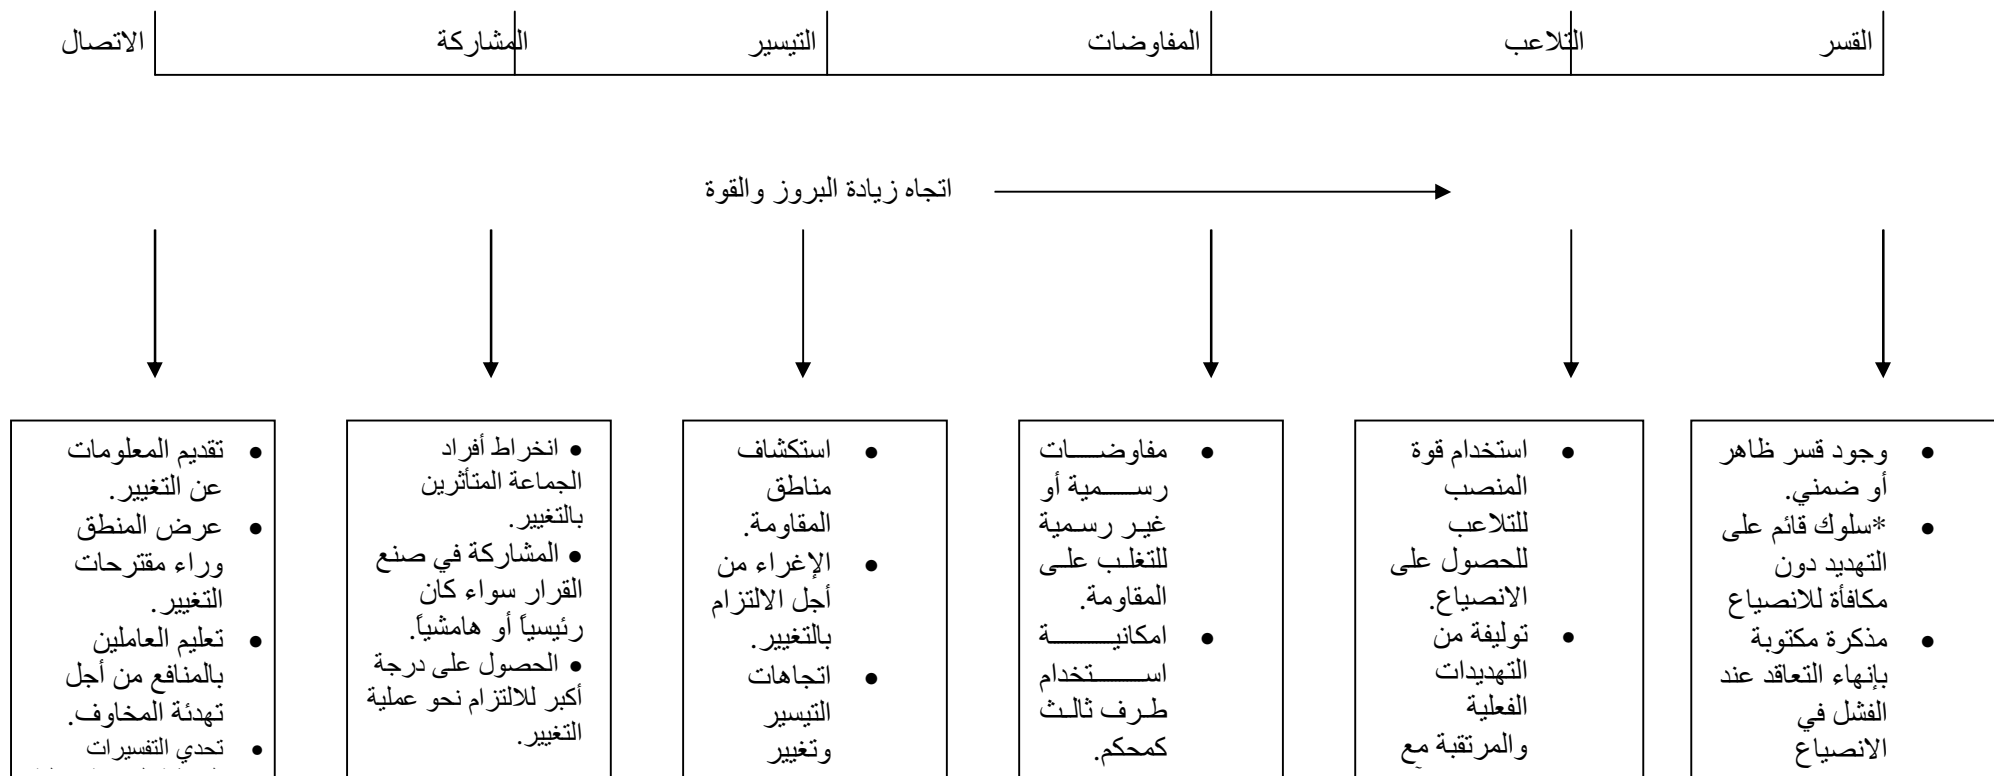 القسر
التلاعب
المفاوضات
التيسير
المشاركة
الاتصال
اتجاه زيادة البروز والقوة
• وجود قسر ظاهر
أو ضمني.
• *سلوك قائم على
التهديد دون
مكافأة للانصياع
• مذكرة مكتوبة
بإنهاء التعاقد عند
الفشل في
الانصياع
• استخدام قوة
المنصب
للتلاعب
للحصول على
الانصياع.
• توليفة من
التهديدات
الفعلية
والمرتقبة مع
• مفاوضات
رسمية أو
غير رسمية
للتغلب على
المقاومة.
• امكانية
استخدام
طرف ثالث
كمحكم.
• استكشاف
مناطق
المقاومة.
• الإغراء من
أجل الالتزام
بالتغيير.
• اتجاهات
التيسير
وتغيير
• انخراط أفراد
الجماعة المتأثرين
بالتغيير.
• المشاركة في صنع
القرار سواء كان
رئيسياً أو هامشياً.
• الحصول على درجة
أكبر للالتزام نحو عملية
التغيير.
• تقديم المعلومات
عن التغيير.
• عرض المنطق
وراء مقترحات
التغيير.
• تعليم العاملين
بالمنافع من أجل
تهدئة المخاوف.
• تحدي التفسيرات